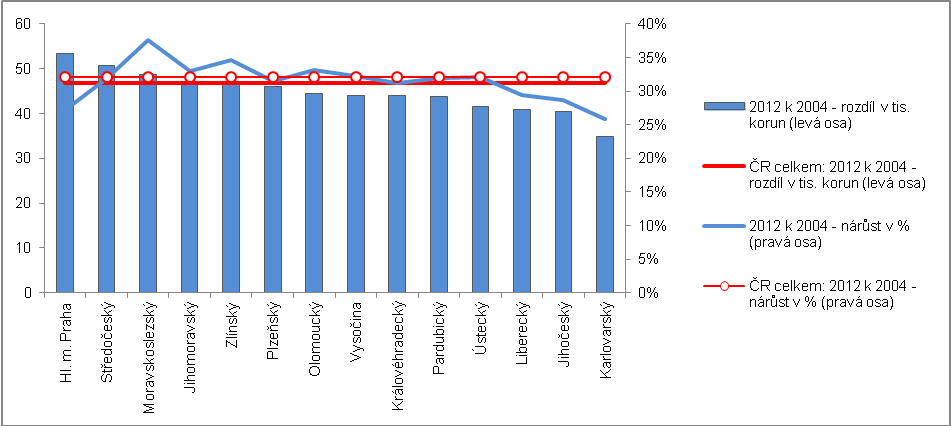 60
50
40
30
20
10
0
40%
35%
30%
25%
20%
15%
10%
5%
0%
Hl. m. Praha
Středočeský
Moravskoslezský
Jihomoravský
Zlínský
Plzeňský
Olomoucký
Vysočina
Královéhradecký
Pardubický
Ústecký
Liberecký
Jihočeský
Karlovarský
2012 k 2004 - rozdíl v tis.
korun (levá osa)
ČR celkem: 2012 k 2004 -
rozdíl v tis. korun (levá osa)
2012 k 2004 - nárůst v %
(pravá osa)
ČR celkem: 2012 k 2004 -
nárůst v % (pravá osa)